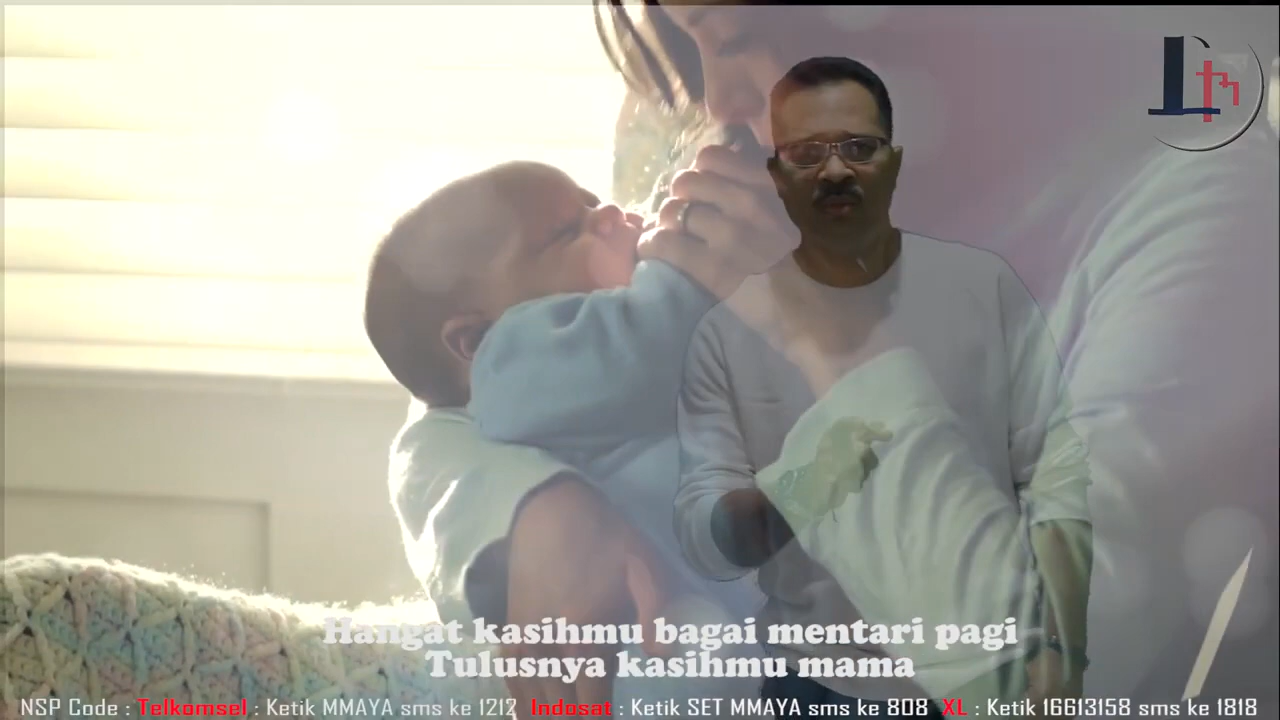 Hangat kasihmu bagai mentari pagi
Tulusnya kasihmu mama
NSP Code : Telkomsel : Ketik MMAYA sms ke 1212 Indosat : Ketik SET MMAYA sms ke 808 XL : Ketik 16613158 sms ke 1818